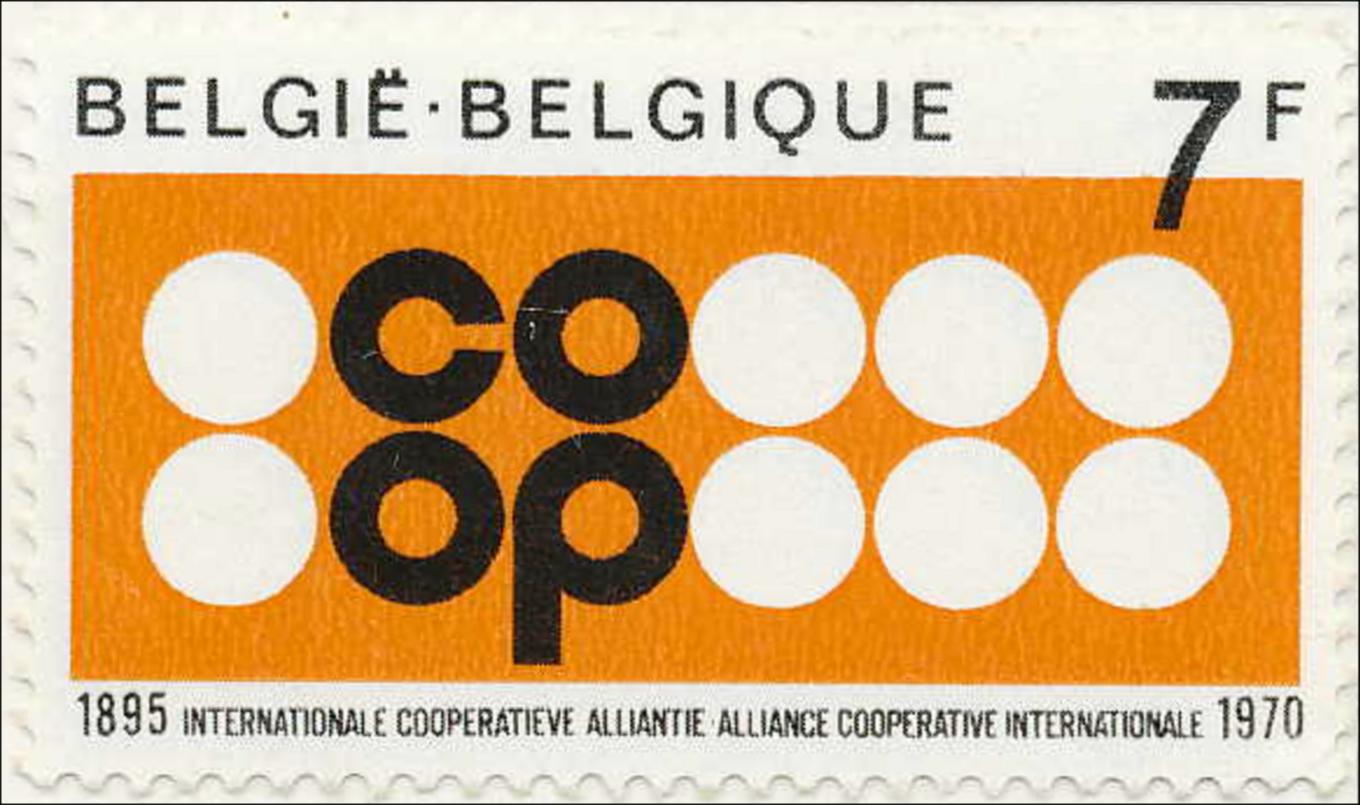 BELGIË·BELGIQUE 7F
co
op
1895 INTERNATIONALE COOPERATIEVE ALLIANTIE·ALLIANCE COOPERATIVE INTERNATIONALE 1970